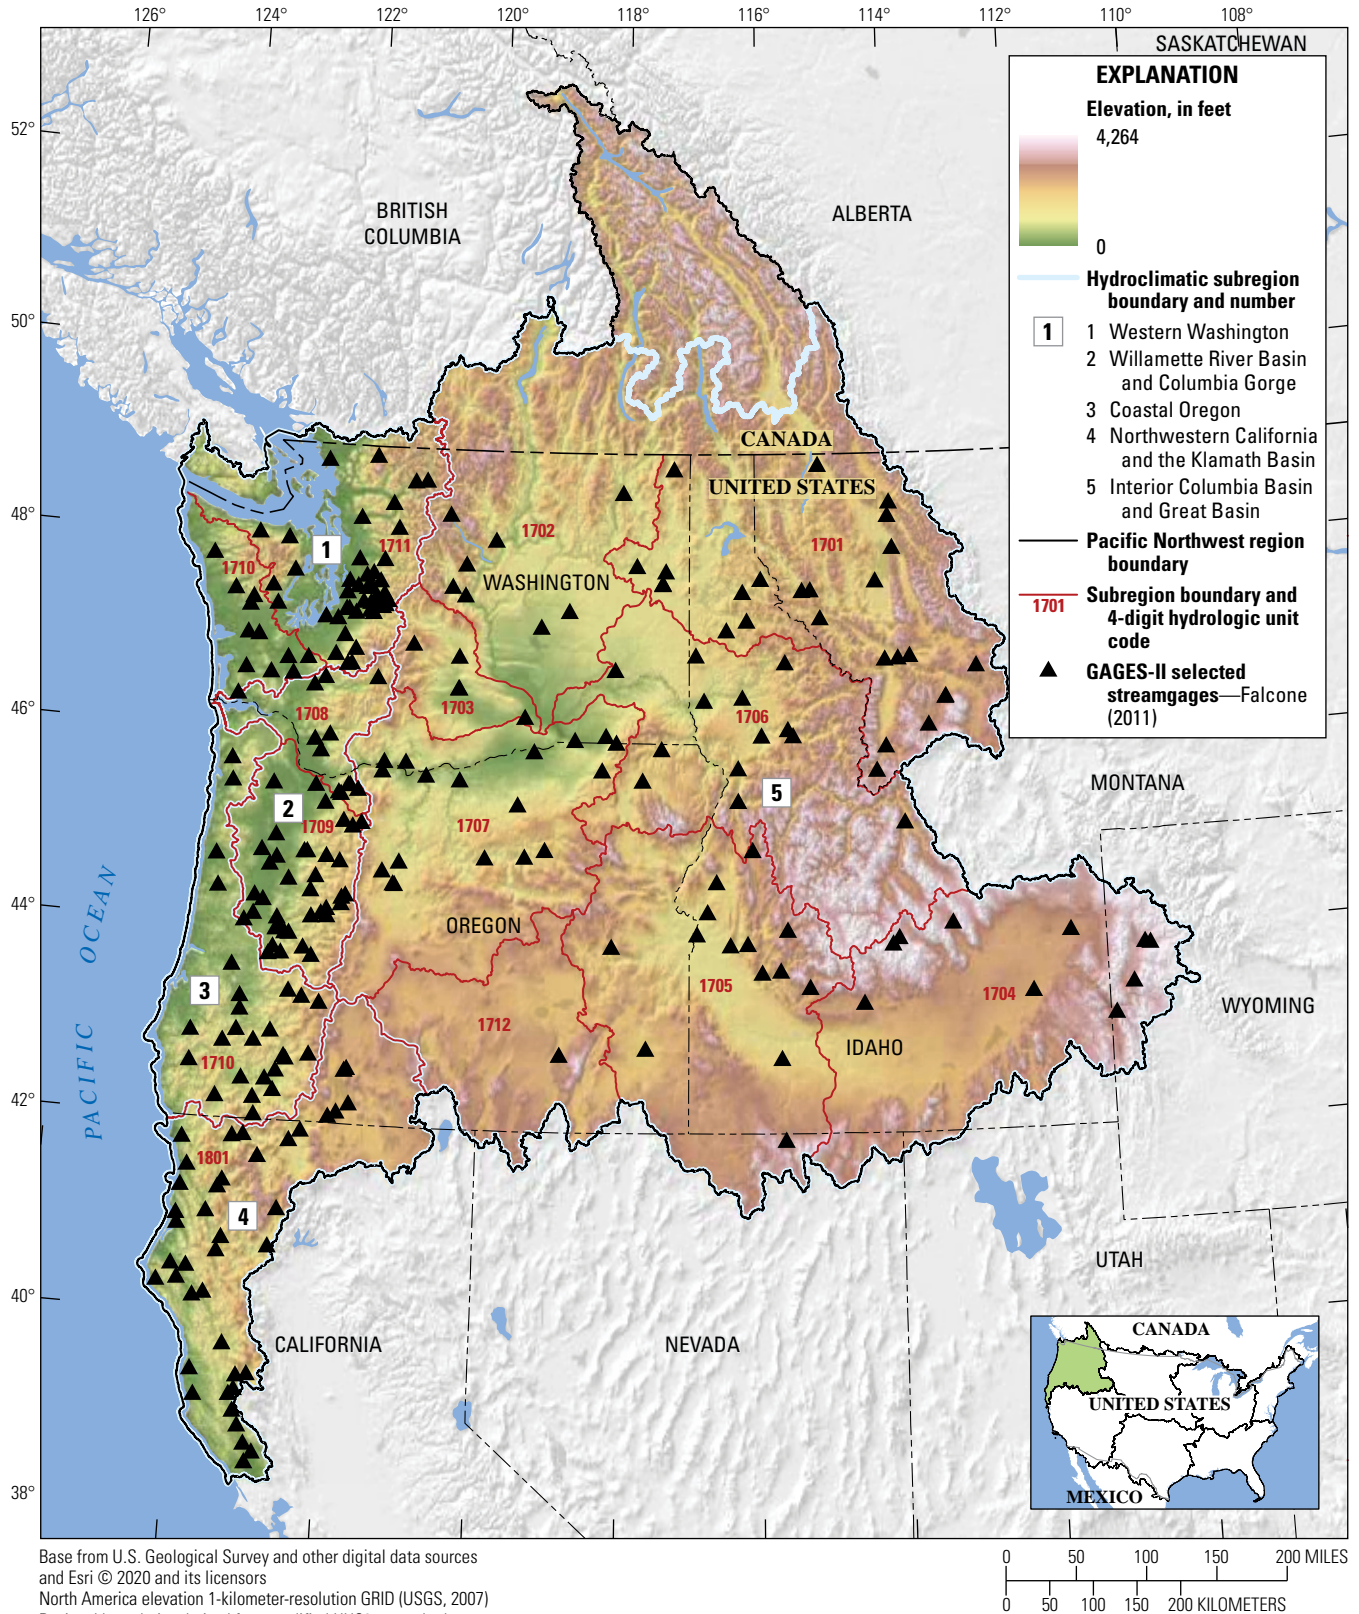 126° 124° 122° 120° 118° 116° 114° 112° 110° 108°
SASKATCHEWAN
52°
50°
48°
46°
44°
42°
40°
38°
BRITISH
COLUMBIA
ALBERTA
CANADA
UNITED STATES
WASHINGTON
OREGON
IDAHO
MONTANA
WYOMING
UTAH
NEVADA
CALIFORNIA
PACIFIC OCEAN
1
2
3
4
5
1710
1711
1702
1701
1703
1708
1706
1709
1707
1705
1704
1712
1710
1801
EXPLANATION
Elevation, in feet
4,264
0
Hydroclimatic subregion
boundary and number
1
1 Western Washington
2 Willamette River Basin
and Columbia Gorge
3 Coastal Oregon
4 Northwestern California
and the Klamath Basin
5 Interior Columbia Basin
and Great Basin
Pacific Northwest region
boundary
1701
Subregion boundary and
4-digit hydrologic unit
code
GAGES-II selected
streamgages—Falcone
(2011)
CANADA
UNITED STATES
MEXICO
Base from U.S. Geological Survey and other digital data sources
and Esri © 2020 and its licensors
North America elevation 1-kilometer-resolution GRID (USGS, 2007)
0 50 100 150 200 MILES
0 50 100 150 200 KILOMETERS